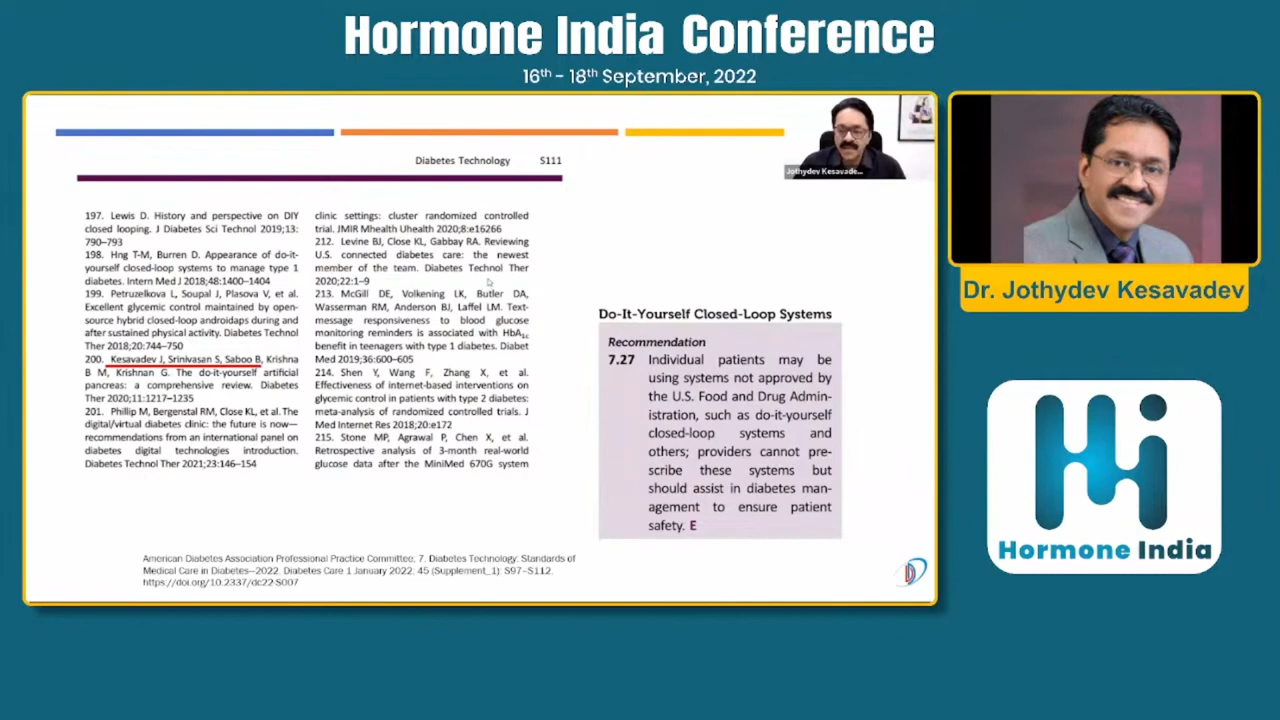 Hormone India Conference
16th - 18th September, 2022
Jothydev Kesavade...
Diabetes Technology S111
197. Lewis D. History and perspective on DIY
closed looping. J Diabetes Sci Technol 2019;13:
790–793
198. Hng T-M, Burren D. Appearance of do-it-
yourself closed-loop systems to manage type 1
diabetes. Intern Med J 2018;48:1400–1404
199. Petruzelkova L, Soupal J, Plasova V, et al.
Excellent glycemic control maintained by open-
source hybrid closed-loop androidaps during and
after sustained physical activity. Diabetes Technol
Ther 2018;20:744–750
200. Kesavadev J, Srinivasan S, Saboo B, Krishna
B M, Krishnan G. The do-it-yourself artificial
pancreas: a comprehensive review. Diabetes
Ther 2020;11:1217–1235
201. Phillip M, Bergenstal RM, Close KL, et al. The
digital/virtual diabetes clinic: the future is now—
recommendations from an international panel on
diabetes digital technologies introduction.
Diabetes Technol Ther 2021;23:146–154
clinic settings: cluster randomized controlled
trial. JMIR Mhealth Uhealth 2020;8:e16266
212. Levine BJ, Close KL, Gabbay RA. Reviewing
U.S. connected diabetes care: the newest
member of the team. Diabetes Technol Ther
2020;22:1–9
213. McGill DE, Volkening LK, Butler DA,
Wasserman RM, Anderson BJ, Laffel LM. Text-
message responsiveness to blood glucose
monitoring reminders is associated with HbA1c
benefit in teenagers with type 1 diabetes. Diabet
Med 2019;36:600–605
214. Shen Y, Wang F, Zhang X, et al.
Effectiveness of internet-based interventions on
glycemic control in patients with type 2 diabetes:
meta-analysis of randomized controlled trials. J
Med Internet Res 2018;20:e172
215. Stone MP, Agrawal P, Chen X, et al.
Retrospective analysis of 3-month real-world
glucose data after the MiniMed 670G system
Do-It-Yourself Closed-Loop Systems
Recommendation
7.27 Individual patients may be
using systems not approved by
the U.S. Food and Drug Admin-
istration, such as do-it-yourself
closed-loop systems and
others; providers cannot pre-
scribe these systems but
should assist in diabetes man-
agement to ensure patient
safety. E
American Diabetes Association Professional Practice Committee; 7. Diabetes Technology: Standards of
Medical Care in Diabetes—2022. Diabetes Care 1 January 2022; 45 (Supplement_1): S97–S112.
https://doi.org/10.2337/dc22-S007
Dr. Jothydev Kesavadev
Hi
Hormone India